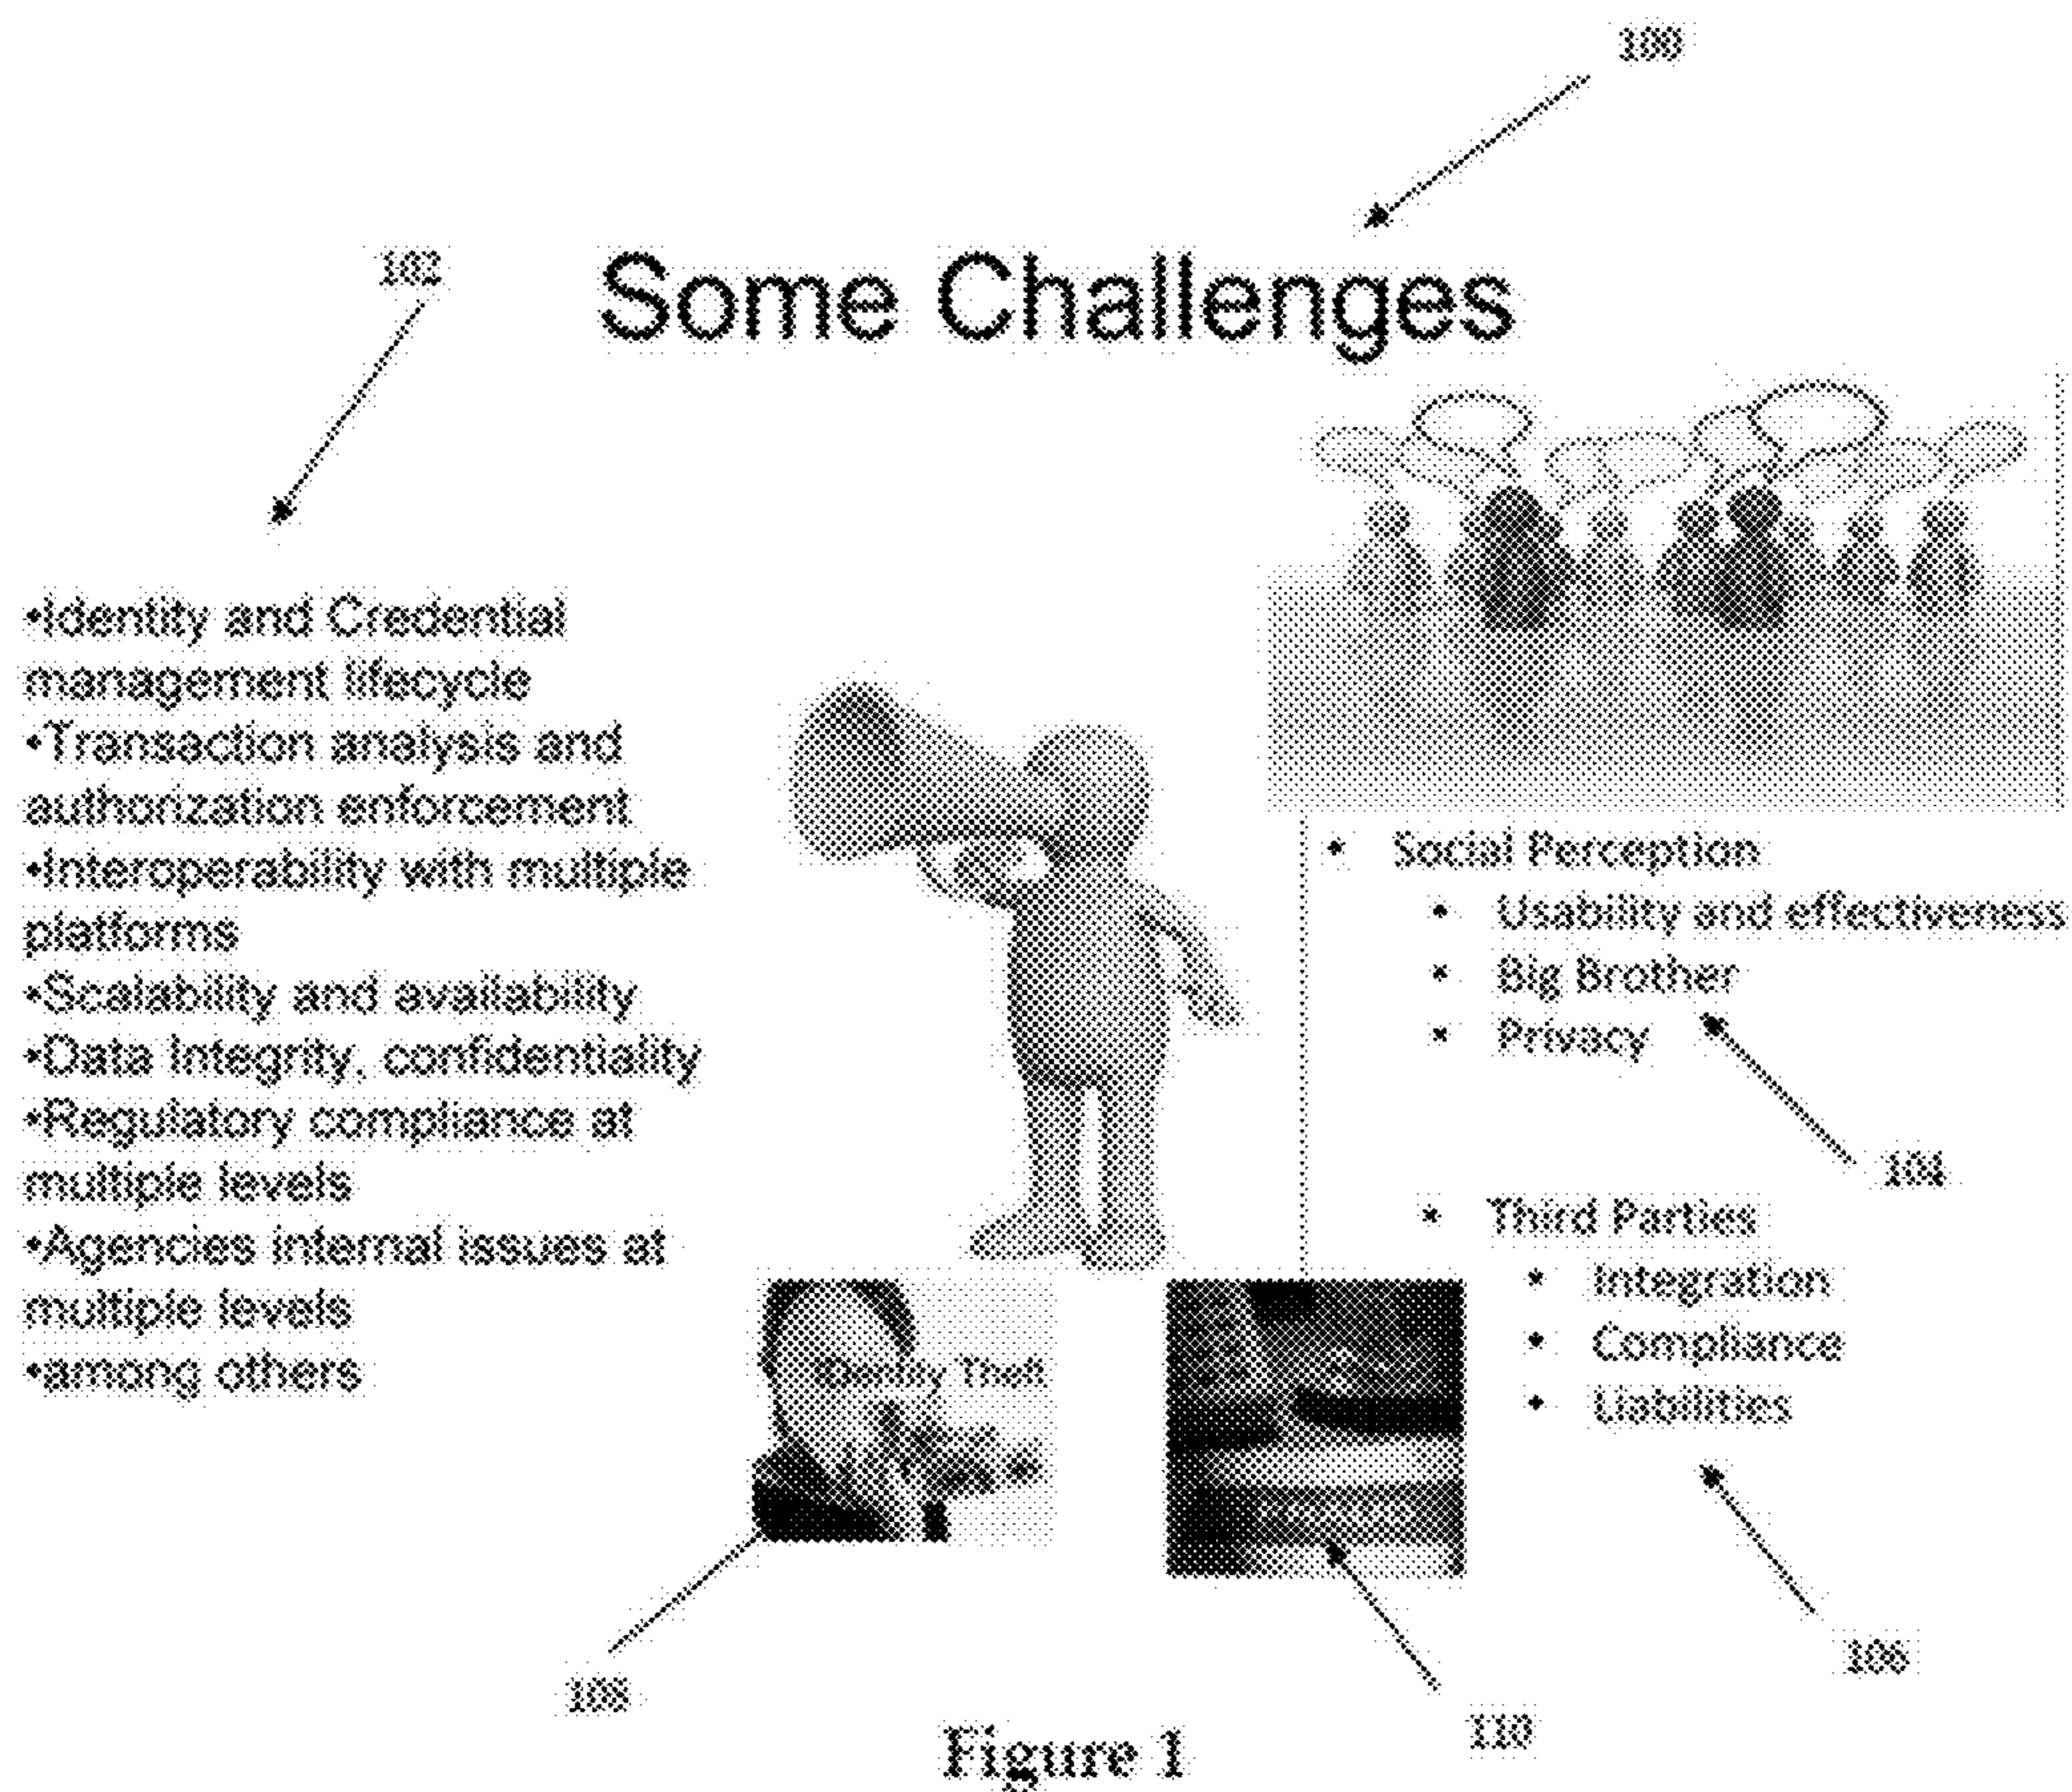 100
102
Some Challenges
•Identity and Credential
management lifecycle
•Transaction analysis and
authorization enforcement
•Interoperability with multiple
platforms
•Scalability and availability
•Data Integrity, confidentiality
•Regulatory compliance at
multiple levels
•Agencies internal issues at
multiple levels
•among others
• Social Perception
• Usability and effectiveness
• Big Brother
• Privacy
104
• Third Parties
• Integration
• Compliance
• Liabilities
Identity Theft
108
106
110
Figure 1